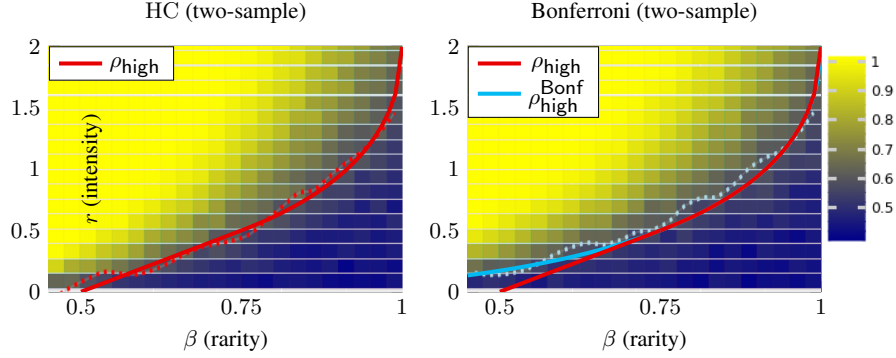 HC (two-sample)
Bonferroni (two-sample)
2
1.5
1
0.5
0
r (intensity)
ρhigh
0.5
0.75
1
β (rarity)
2
1.5
1
0.5
0
ρhigh
ρhigh^Bonf
0.5
0.75
1
β (rarity)
1
0.9
0.8
0.7
0.6
0.5